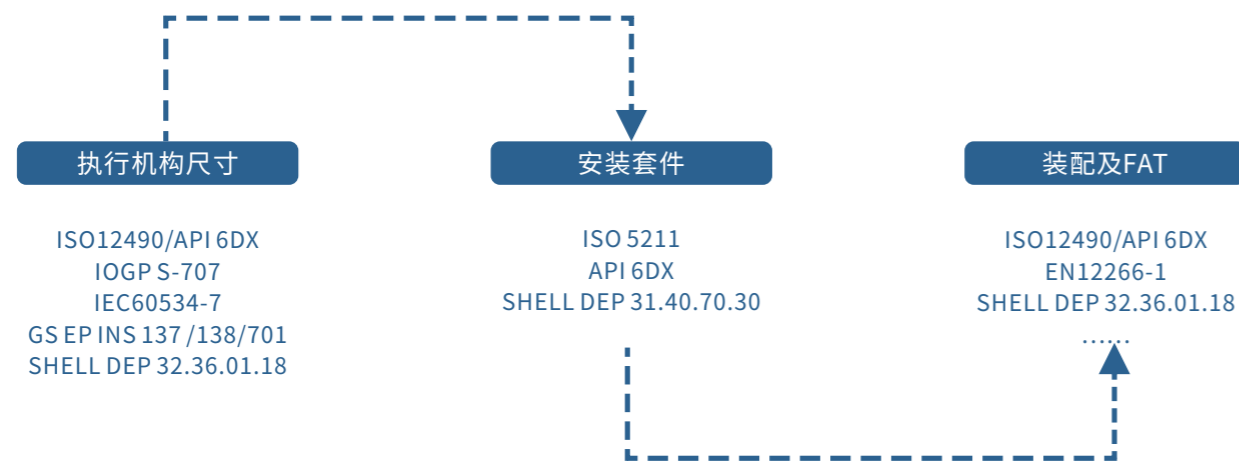 执行机构尺寸
ISO12490/API 6DX
IOGP S-707
IEC60534-7
GS EP INS 137 /138/701
SHELL DEP 32.36.01.18
安装套件
ISO 5211
API 6DX
SHELL DEP 31.40.70.30
装配及FAT
ISO12490/API 6DX
EN12266-1
SHELL DEP 32.36.01.18
……